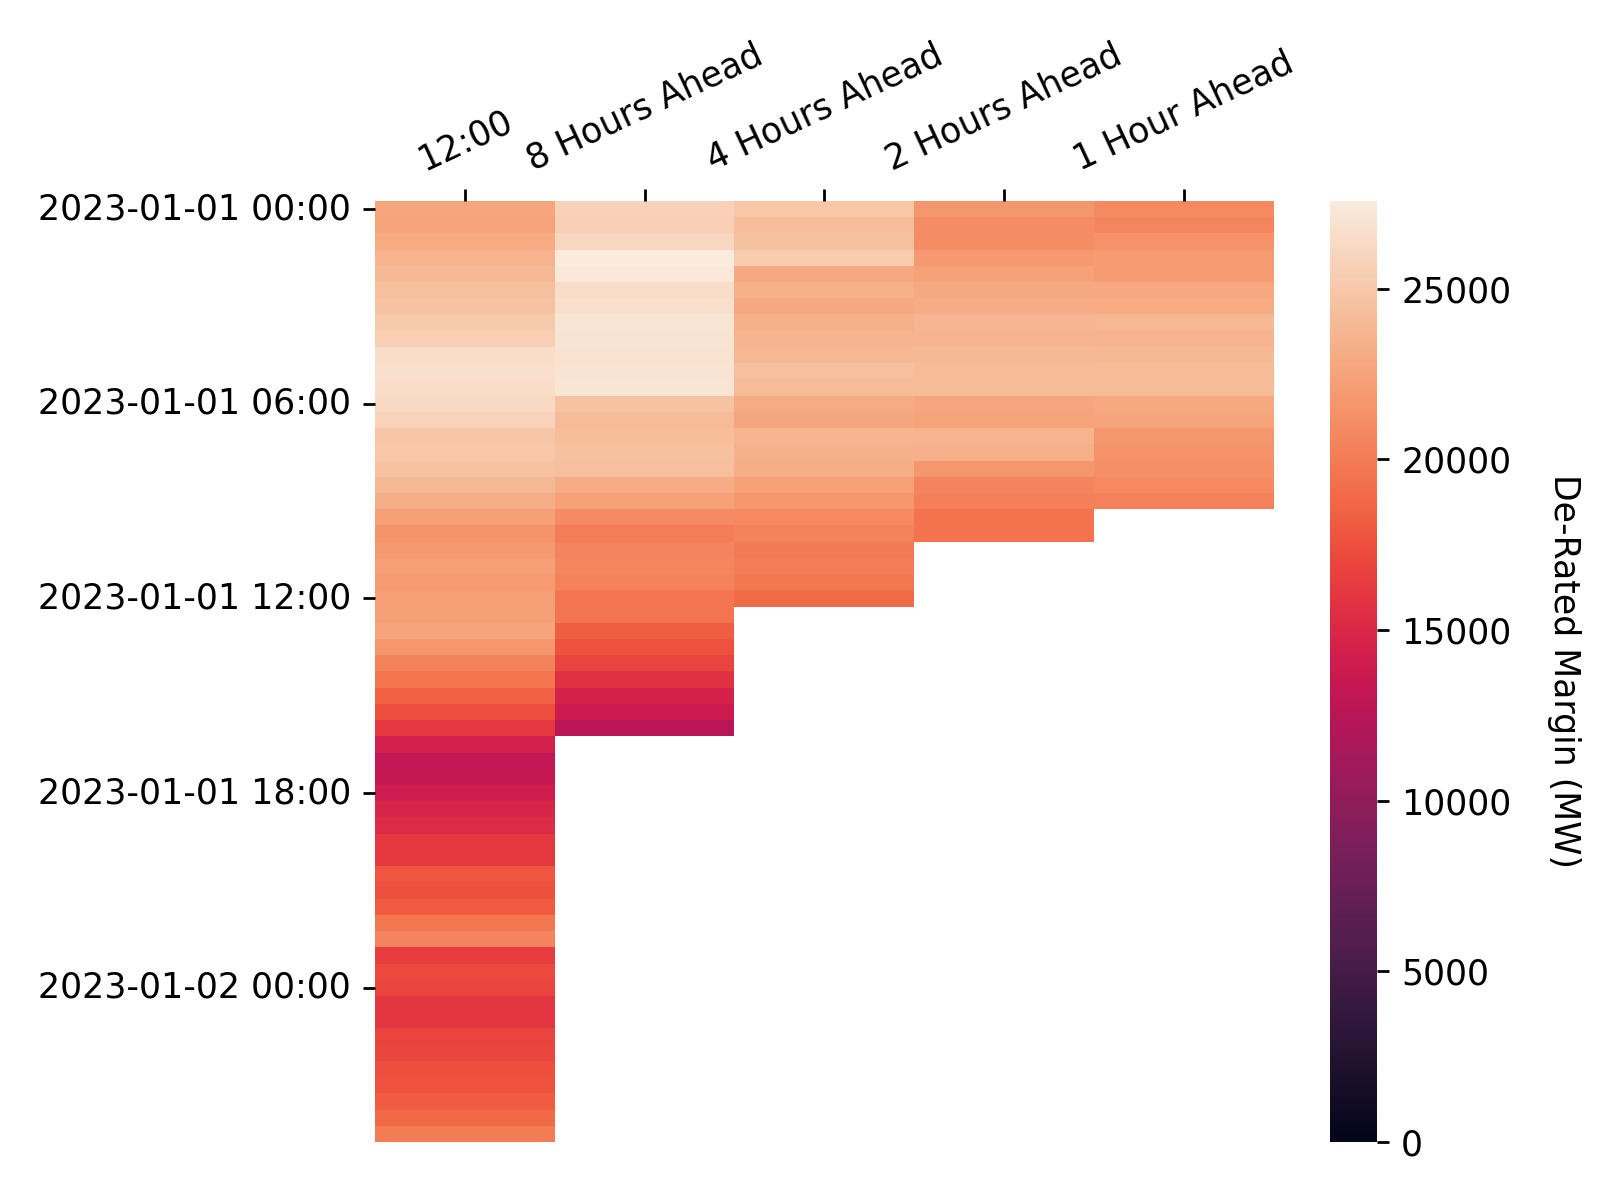 12:00
8 Hours Ahead
4 Hours Ahead
2 Hours Ahead
1 Hour Ahead
2023-01-01 00:00
2023-01-01 06:00
2023-01-01 12:00
2023-01-01 18:00
2023-01-02 00:00
25000
20000
15000
10000
5000
0
De-Rated Margin (MW)